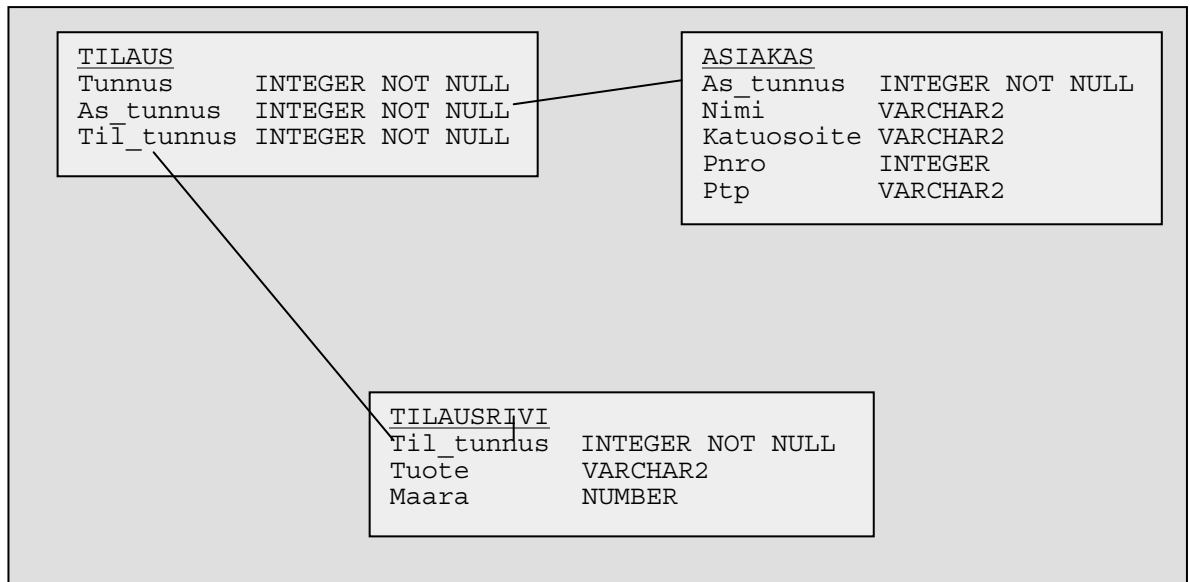 TILAUS
Tunnus INTEGER NOT NULL
As_tunnus INTEGER NOT NULL
Til_tunnus INTEGER NOT NULL
ASIAKAS
As_tunnus INTEGER NOT NULL
Nimi VARCHAR2
Katuosoite VARCHAR2
Pnro INTEGER
Ptp VARCHAR2
TILAUSRIVI
Til_tunnus INTEGER NOT NULL
Tuote VARCHAR2
Maara NUMBER